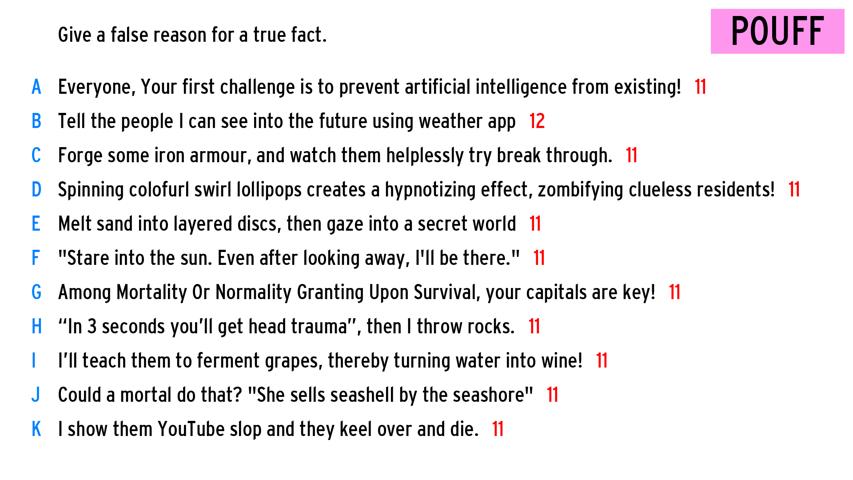 Give a false reason for a true fact.
POUFF
A Everyone, Your first challenge is to prevent artificial intelligence from existing! 11
B Tell the people I can see into the future using weather app 12
C Forge some iron armour, and watch them helplessly try break through. 11
D Spinning colofurl swirl lollipops creates a hypnotizing effect, zombifying clueless residents! 11
E Melt sand into layered discs, then gaze into a secret world 11
F "Stare into the sun. Even after looking away, I'll be there." 11
G Among Mortality Or Normality Granting Upon Survival, your capitals are key! 11
H “In 3 seconds you’ll get head trauma”, then I throw rocks. 11
I I’ll teach them to ferment grapes, thereby turning water into wine! 11
J Could a mortal do that? "She sells seashell by the seashore" 11
K I show them YouTube slop and they keel over and die. 11